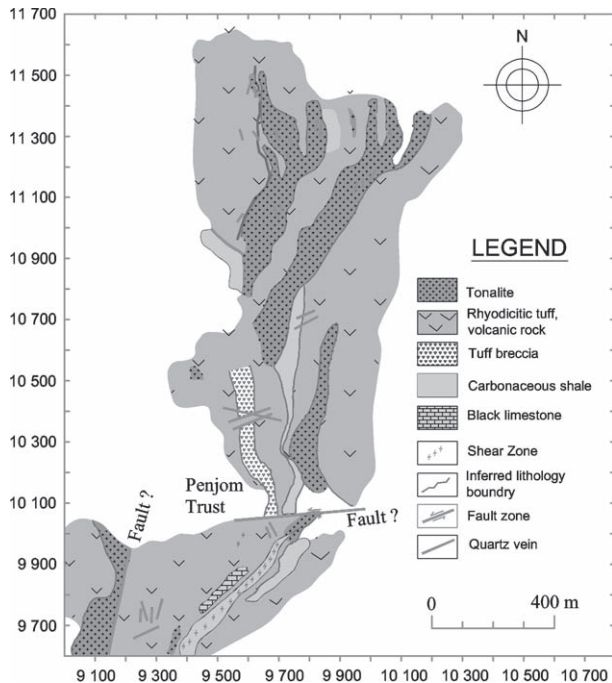 11 700
11 500
11 300
11 100
10 900
10 700
10 500
10 300
10 100
9 900
9 700
N
LEGEND
Tonalite
Rhyodicitic tuff,
volcanic rock
Tuff breccia
Carbonaceous shale
Black limestone
Shear Zone
Inferred lithology
boundry
Fault zone
Quartz vein
Penjom
Trust
Fault ?
Fault ?
0 400 m
9 100 9 300 9 500 9 700 9 900 10 100 10 300 10 500 10 700